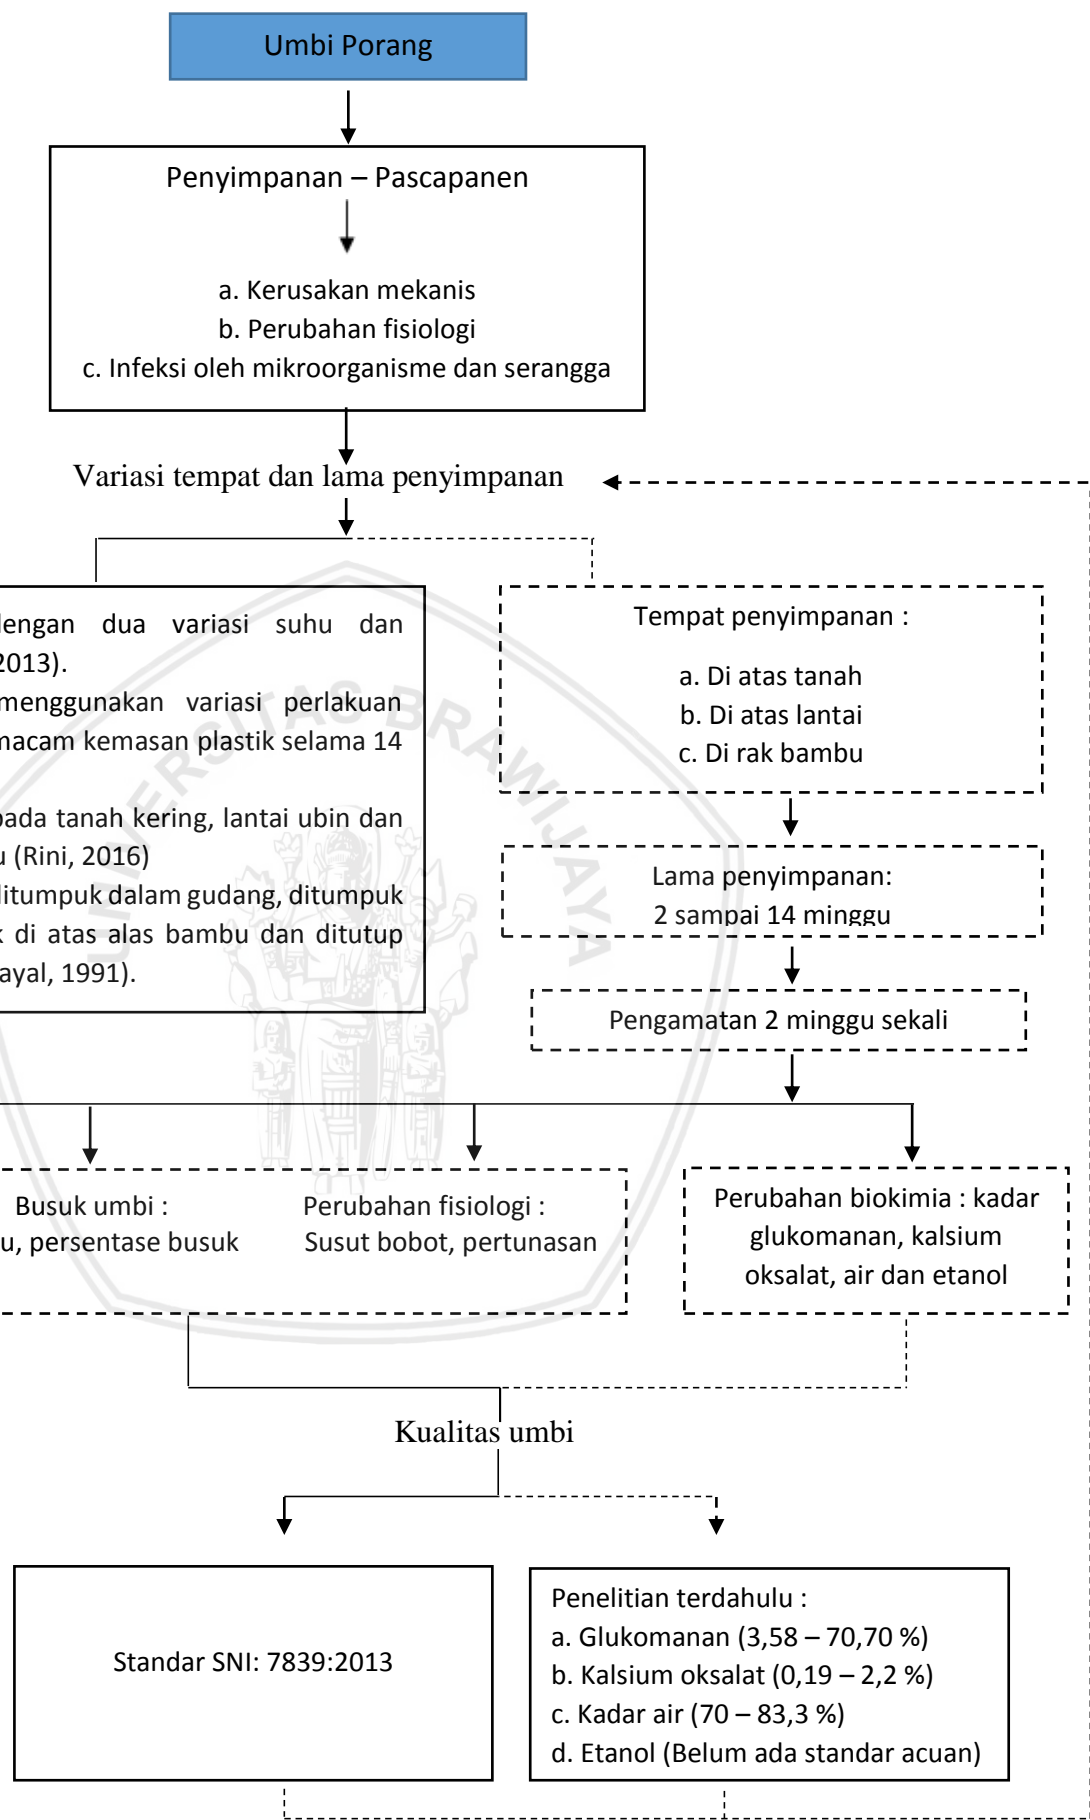 Umbi Porang
Penyimpanan – Pascapanen
a. Kerusakan mekanis
b. Perubahan fisiologi
c. Infeksi oleh mikroorganisme dan serangga
Variasi tempat dan lama penyimpanan
dengan dua variasi suhu dan
2013).
menggunakan variasi perlakuan
macam kemasan plastik selama 14
pada tanah kering, lantai ubin dan
u (Rini, 2016)
ditumpuk dalam gudang, ditumpuk
k di atas alas bambu dan ditutup
ayal, 1991).
Tempat penyimpanan :
a. Di atas tanah
b. Di atas lantai
c. Di rak bambu
Lama penyimpanan:
2 sampai 14 minggu
Pengamatan 2 minggu sekali
Busuk umbi :
u, persentase busuk
Perubahan fisiologi :
Susut bobot, pertunasan
Perubahan biokimia : kadar
glukomanan, kalsium
oksalat, air dan etanol
Kualitas umbi
Standar SNI: 7839:2013
Penelitian terdahulu :
a. Glukomanan (3,58 – 70,70 %)
b. Kalsium oksalat (0,19 – 2,2 %)
c. Kadar air (70 – 83,3 %)
d. Etanol (Belum ada standar acuan)
UNIVERSITAS BRAWIJAYA